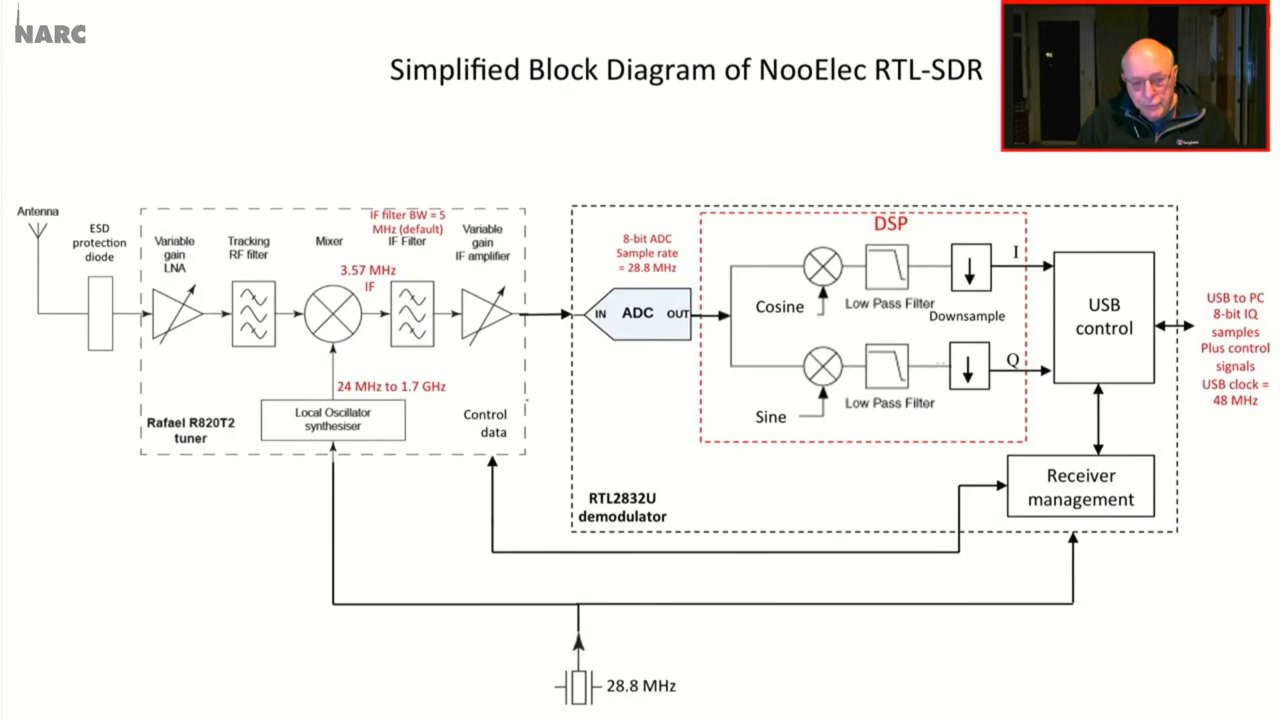 NARC
Simplified Block Diagram of NooElec RTL-SDR
Antenna
ESD
protection
diode
Variable
gain
LNA
Tracking
RF filter
Mixer
IF filter BW = 5
MHz (default)
IF Filter
Variable
gain
IF amplifier
3.57 MHz
IF
24 MHz to 1.7 GHz
Local Oscillator
synthesiser
Rafael R820T2
tuner
Control
data
8-bit ADC
Sample rate
= 28.8 MHz
IN
ADC
OUT
DSP
Cosine
Low Pass Filter
Downsample
I
Sine
Low Pass Filter
Q
USB
control
USB to PC
8-bit IQ
samples
Plus control
signals
USB clock =
48 MHz
RTL2832U
demodulator
Receiver
management
28.8 MHz